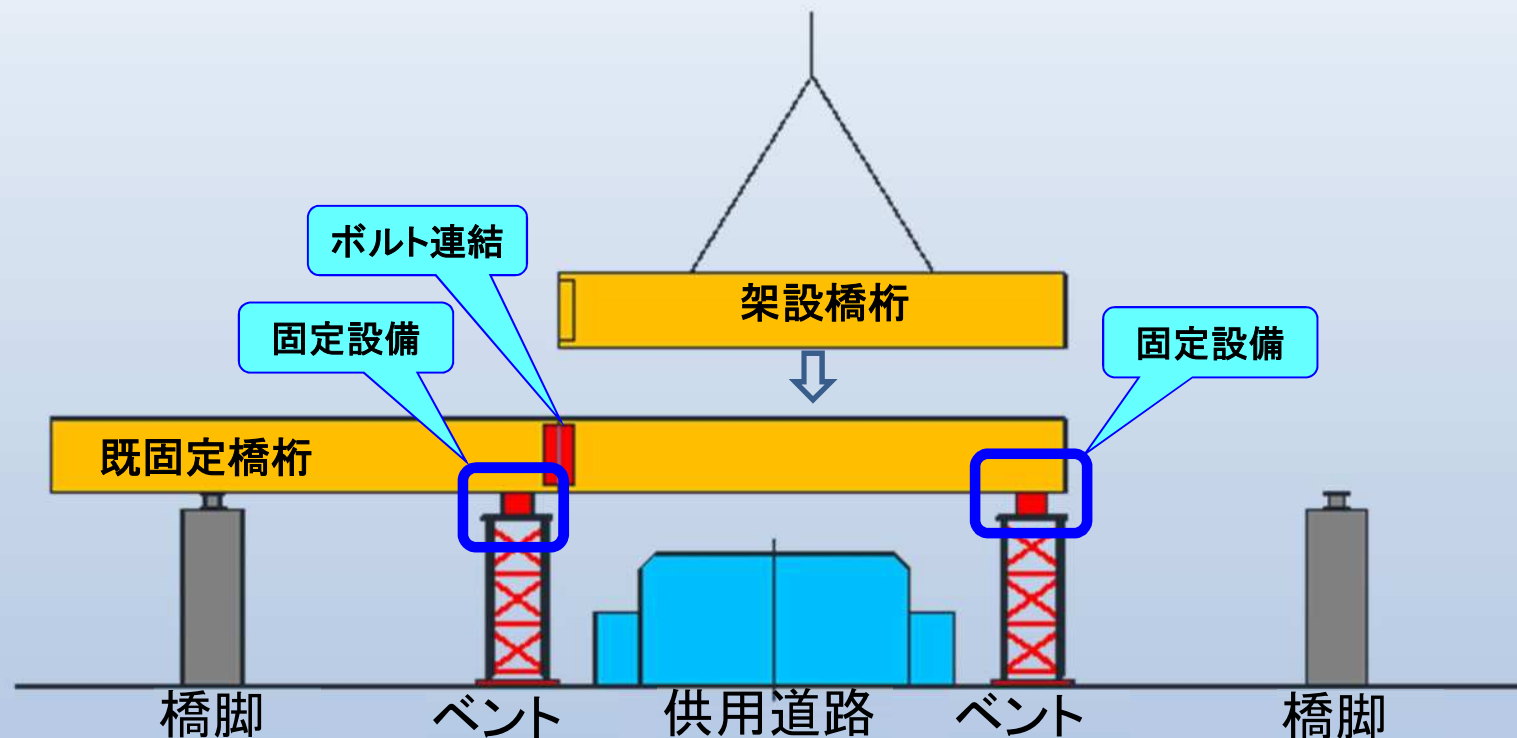 ボルト連結
架設橋桁
固定設備
固定設備
既固定橋桁
橋脚
ベント
供用道路
ベント
橋脚